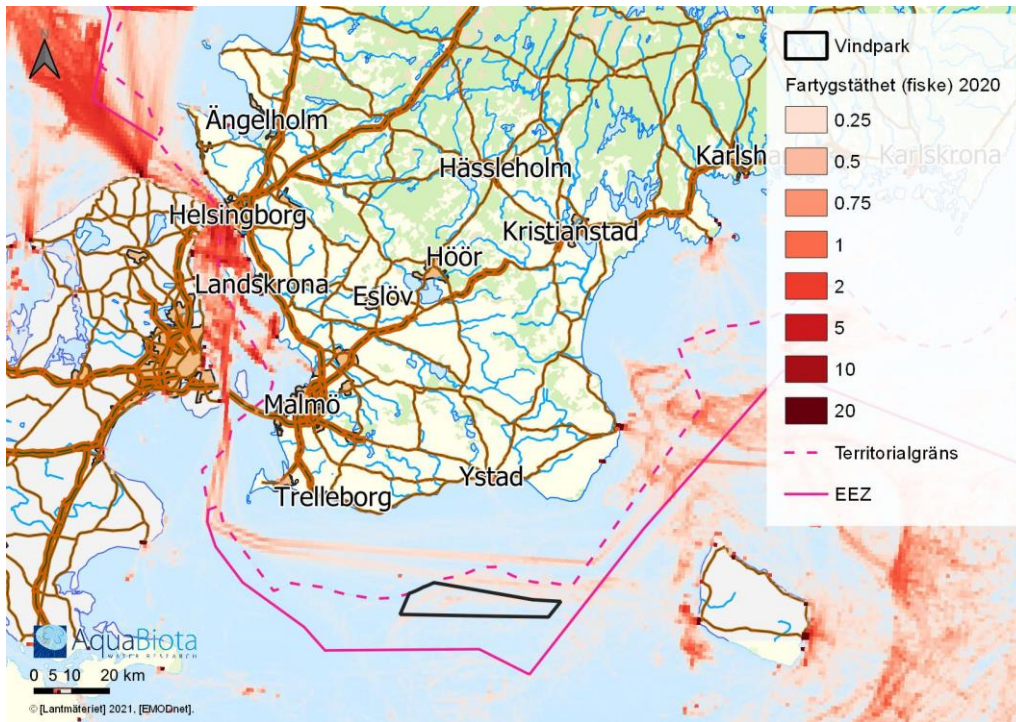 Vindpark
Fartygstäthet (fiske) 2020
0.25
0.5
0.75
1
2
5
10
20
Territorialgräns
EEZ
Ängelholm
Hässleholm
Karlsh
Karlskrona
Helsingborg
Kristianstad
Höör
Landskrona
Eslöv
Malmö
Ystad
Trelleborg
AquaBiota
WATER RESEARCH
0 5 10 20 km
© [Lantmäteriet] 2021, [EMODnet].